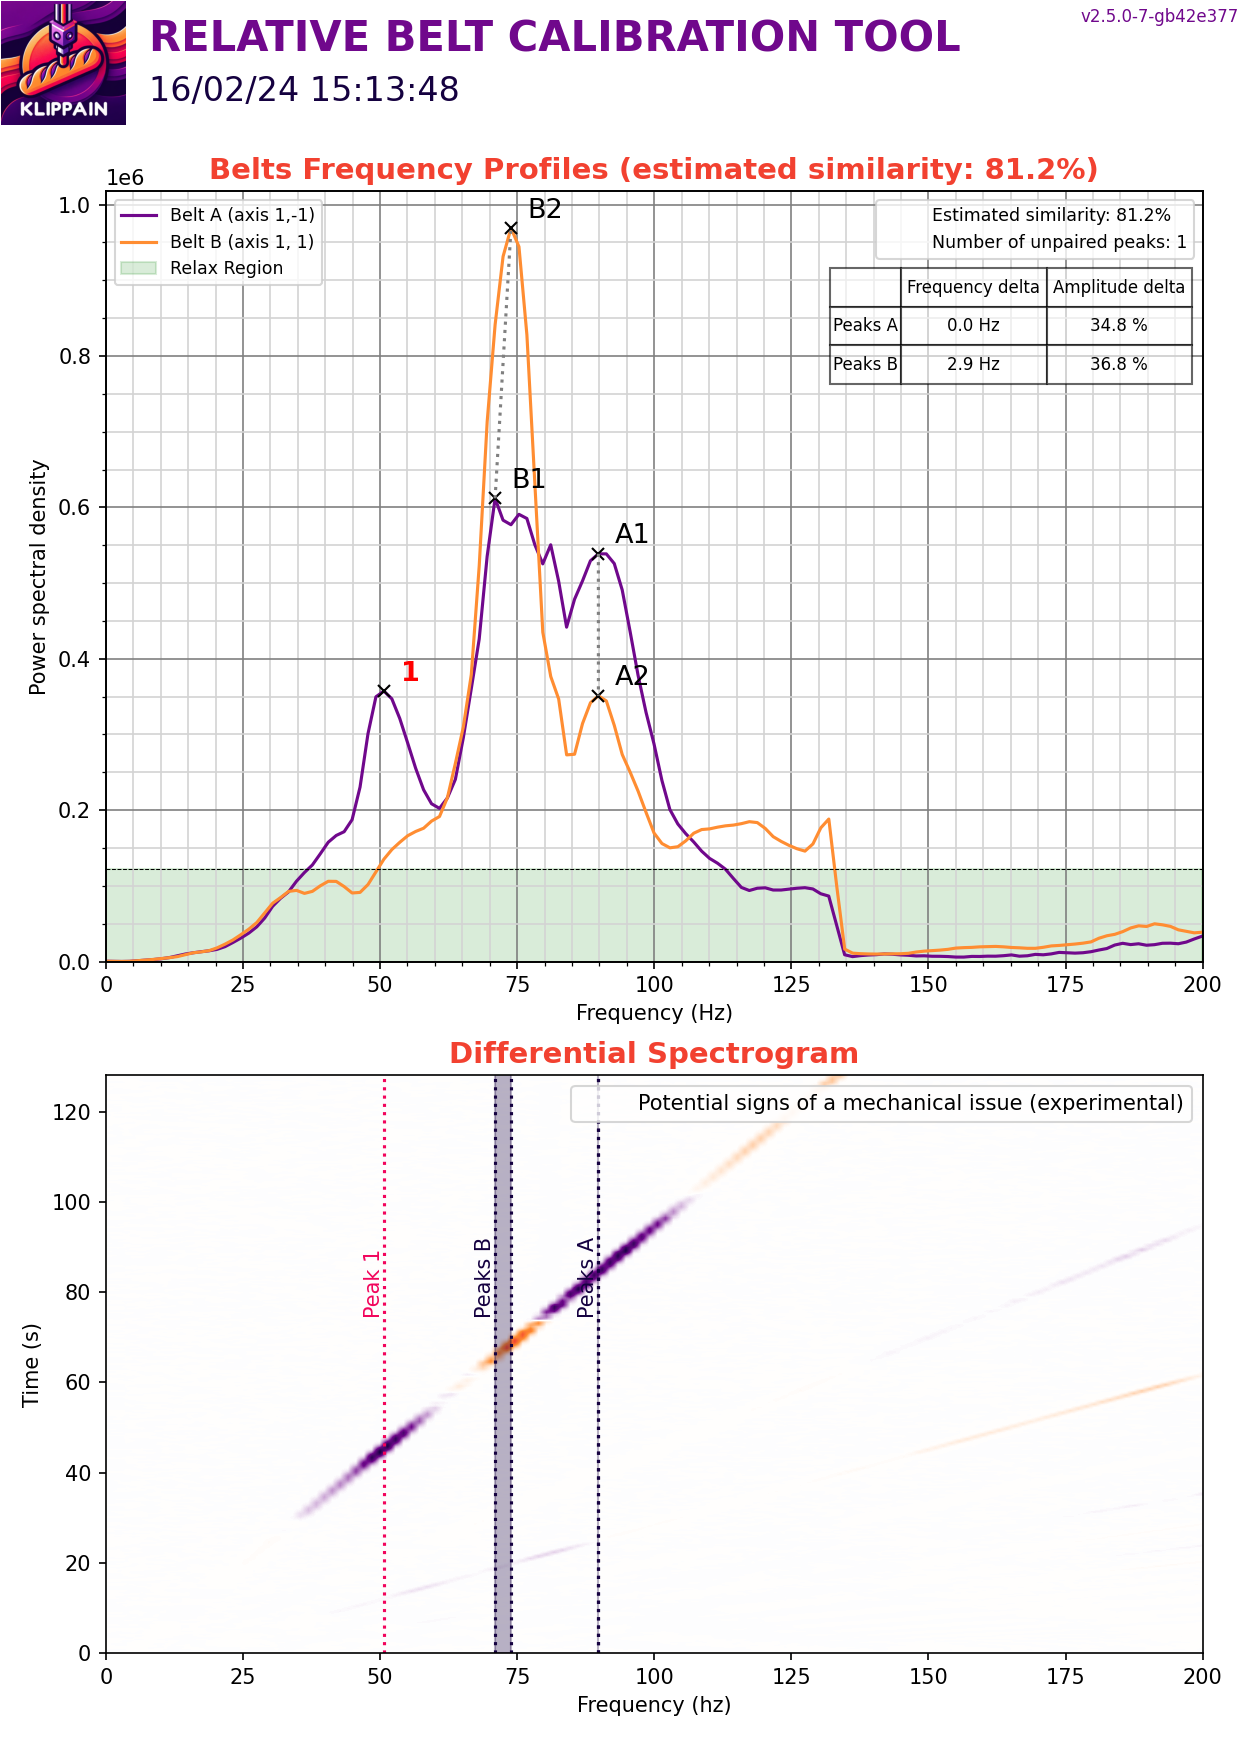 v2.5.0-7-gb42e377
RELATIVE BELT CALIBRATION TOOL
16/02/24 15:13:48
KLIPPAIN
Belts Frequency Profiles (estimated similarity: 81.2%)
1e6
Belt A (axis 1,-1)
Belt B (axis 1, 1)
Relax Region
Estimated similarity: 81.2%
Number of unpaired peaks: 1
Frequency delta Amplitude delta
Peaks A 0.0 Hz 34.8 %
Peaks B 2.9 Hz 36.8 %
B2
B1
A1
A2
1
1.0
0.8
0.6
0.4
0.2
0.0
Power spectral density
0 25 50 75 100 125 150 175 200
Frequency (Hz)
Differential Spectrogram
Potential signs of a mechanical issue (experimental)
Peak 1
Peaks B
Peaks A
120
100
80
60
40
20
0
Time (s)
0 25 50 75 100 125 150 175 200
Frequency (hz)